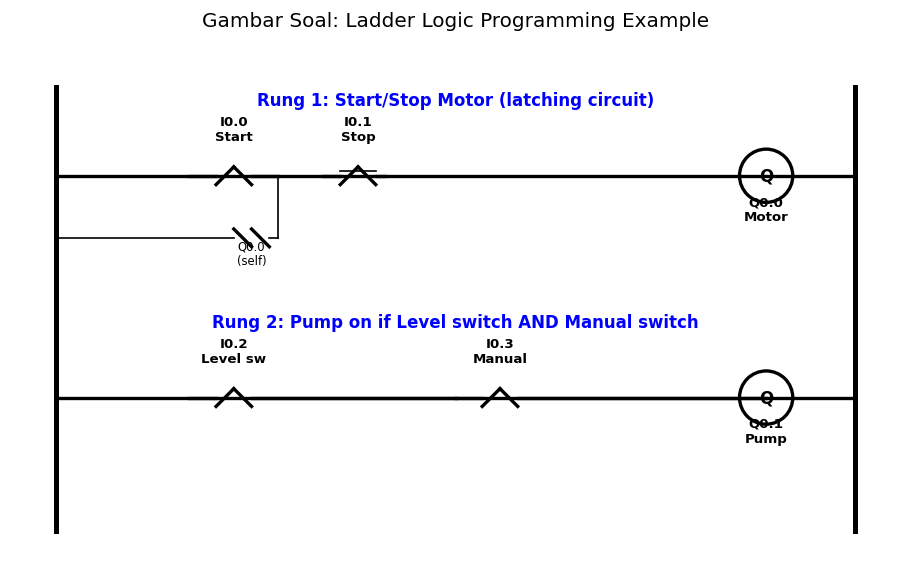 Gambar Soal: Ladder Logic Programming Example
Rung 1: Start/Stop Motor (latching circuit)
I0.0
Start
I0.1
Stop
Q
Q0.0
Motor
Q0.0
(self)
Rung 2: Pump on if Level switch AND Manual switch
I0.2
Level sw
I0.3
Manual
Q
Q0.1
Pump